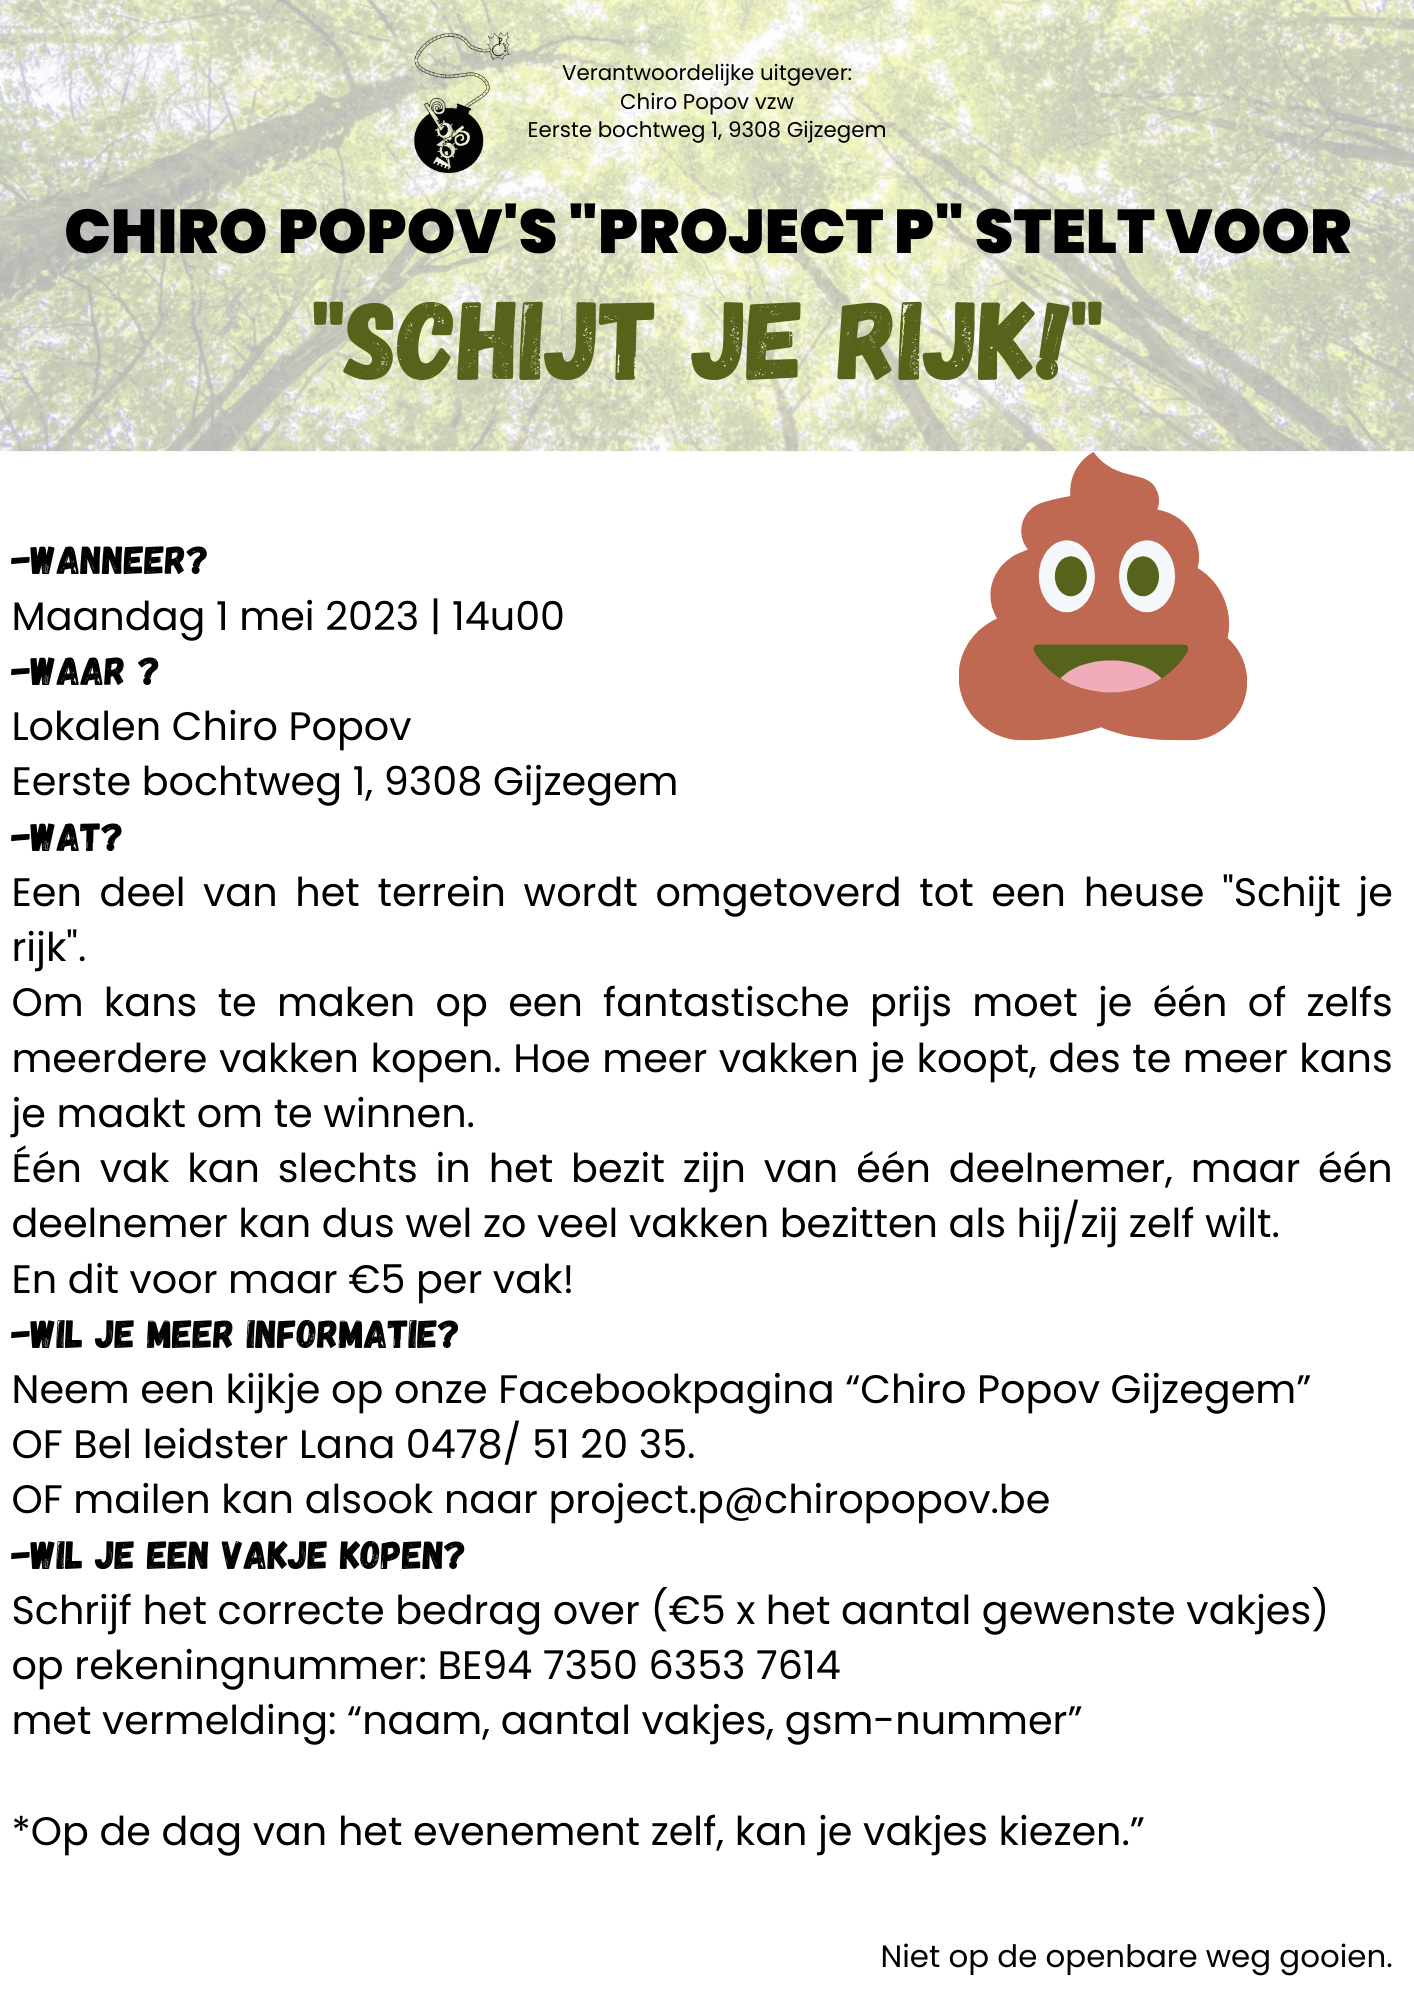 Verantwoordelijke uitgever:
Chiro Popov vzw
Eerste bochtweg 1, 9308 Gijzegem
CHIRO POPOV'S "PROJECT P" STELT VOOR
"SCHIJT JE RIJK!"
-WANNEER?
Maandag 1 mei 2023 | 14u00
-WAAR ?
Lokalen Chiro Popov
Eerste bochtweg 1, 9308 Gijzegem
-WAT?
Een deel van het terrein wordt omgetoverd tot een heuse "Schijt je
rijk".
Om kans te maken op een fantastische prijs moet je één of zelfs
meerdere vakken kopen. Hoe meer vakken je koopt, des te meer kans
je maakt om te winnen.
Één vak kan slechts in het bezit zijn van één deelnemer, maar één
deelnemer kan dus wel zo veel vakken bezitten als hij/zij zelf wilt.
En dit voor maar €5 per vak!
-WIL JE MEER INFORMATIE?
Neem een kijkje op onze Facebookpagina “Chiro Popov Gijzegem”
OF Bel leidster Lana 0478/ 51 20 35.
OF mailen kan alsook naar project.p@chiropopov.be
-WIL JE EEN VAKJE KOPEN?
Schrijf het correcte bedrag over (€5 x het aantal gewenste vakjes)
op rekeningnummer: BE94 7350 6353 7614
met vermelding: “naam, aantal vakjes, gsm-nummer”
*Op de dag van het evenement zelf, kan je vakjes kiezen.”
Niet op de openbare weg gooien.